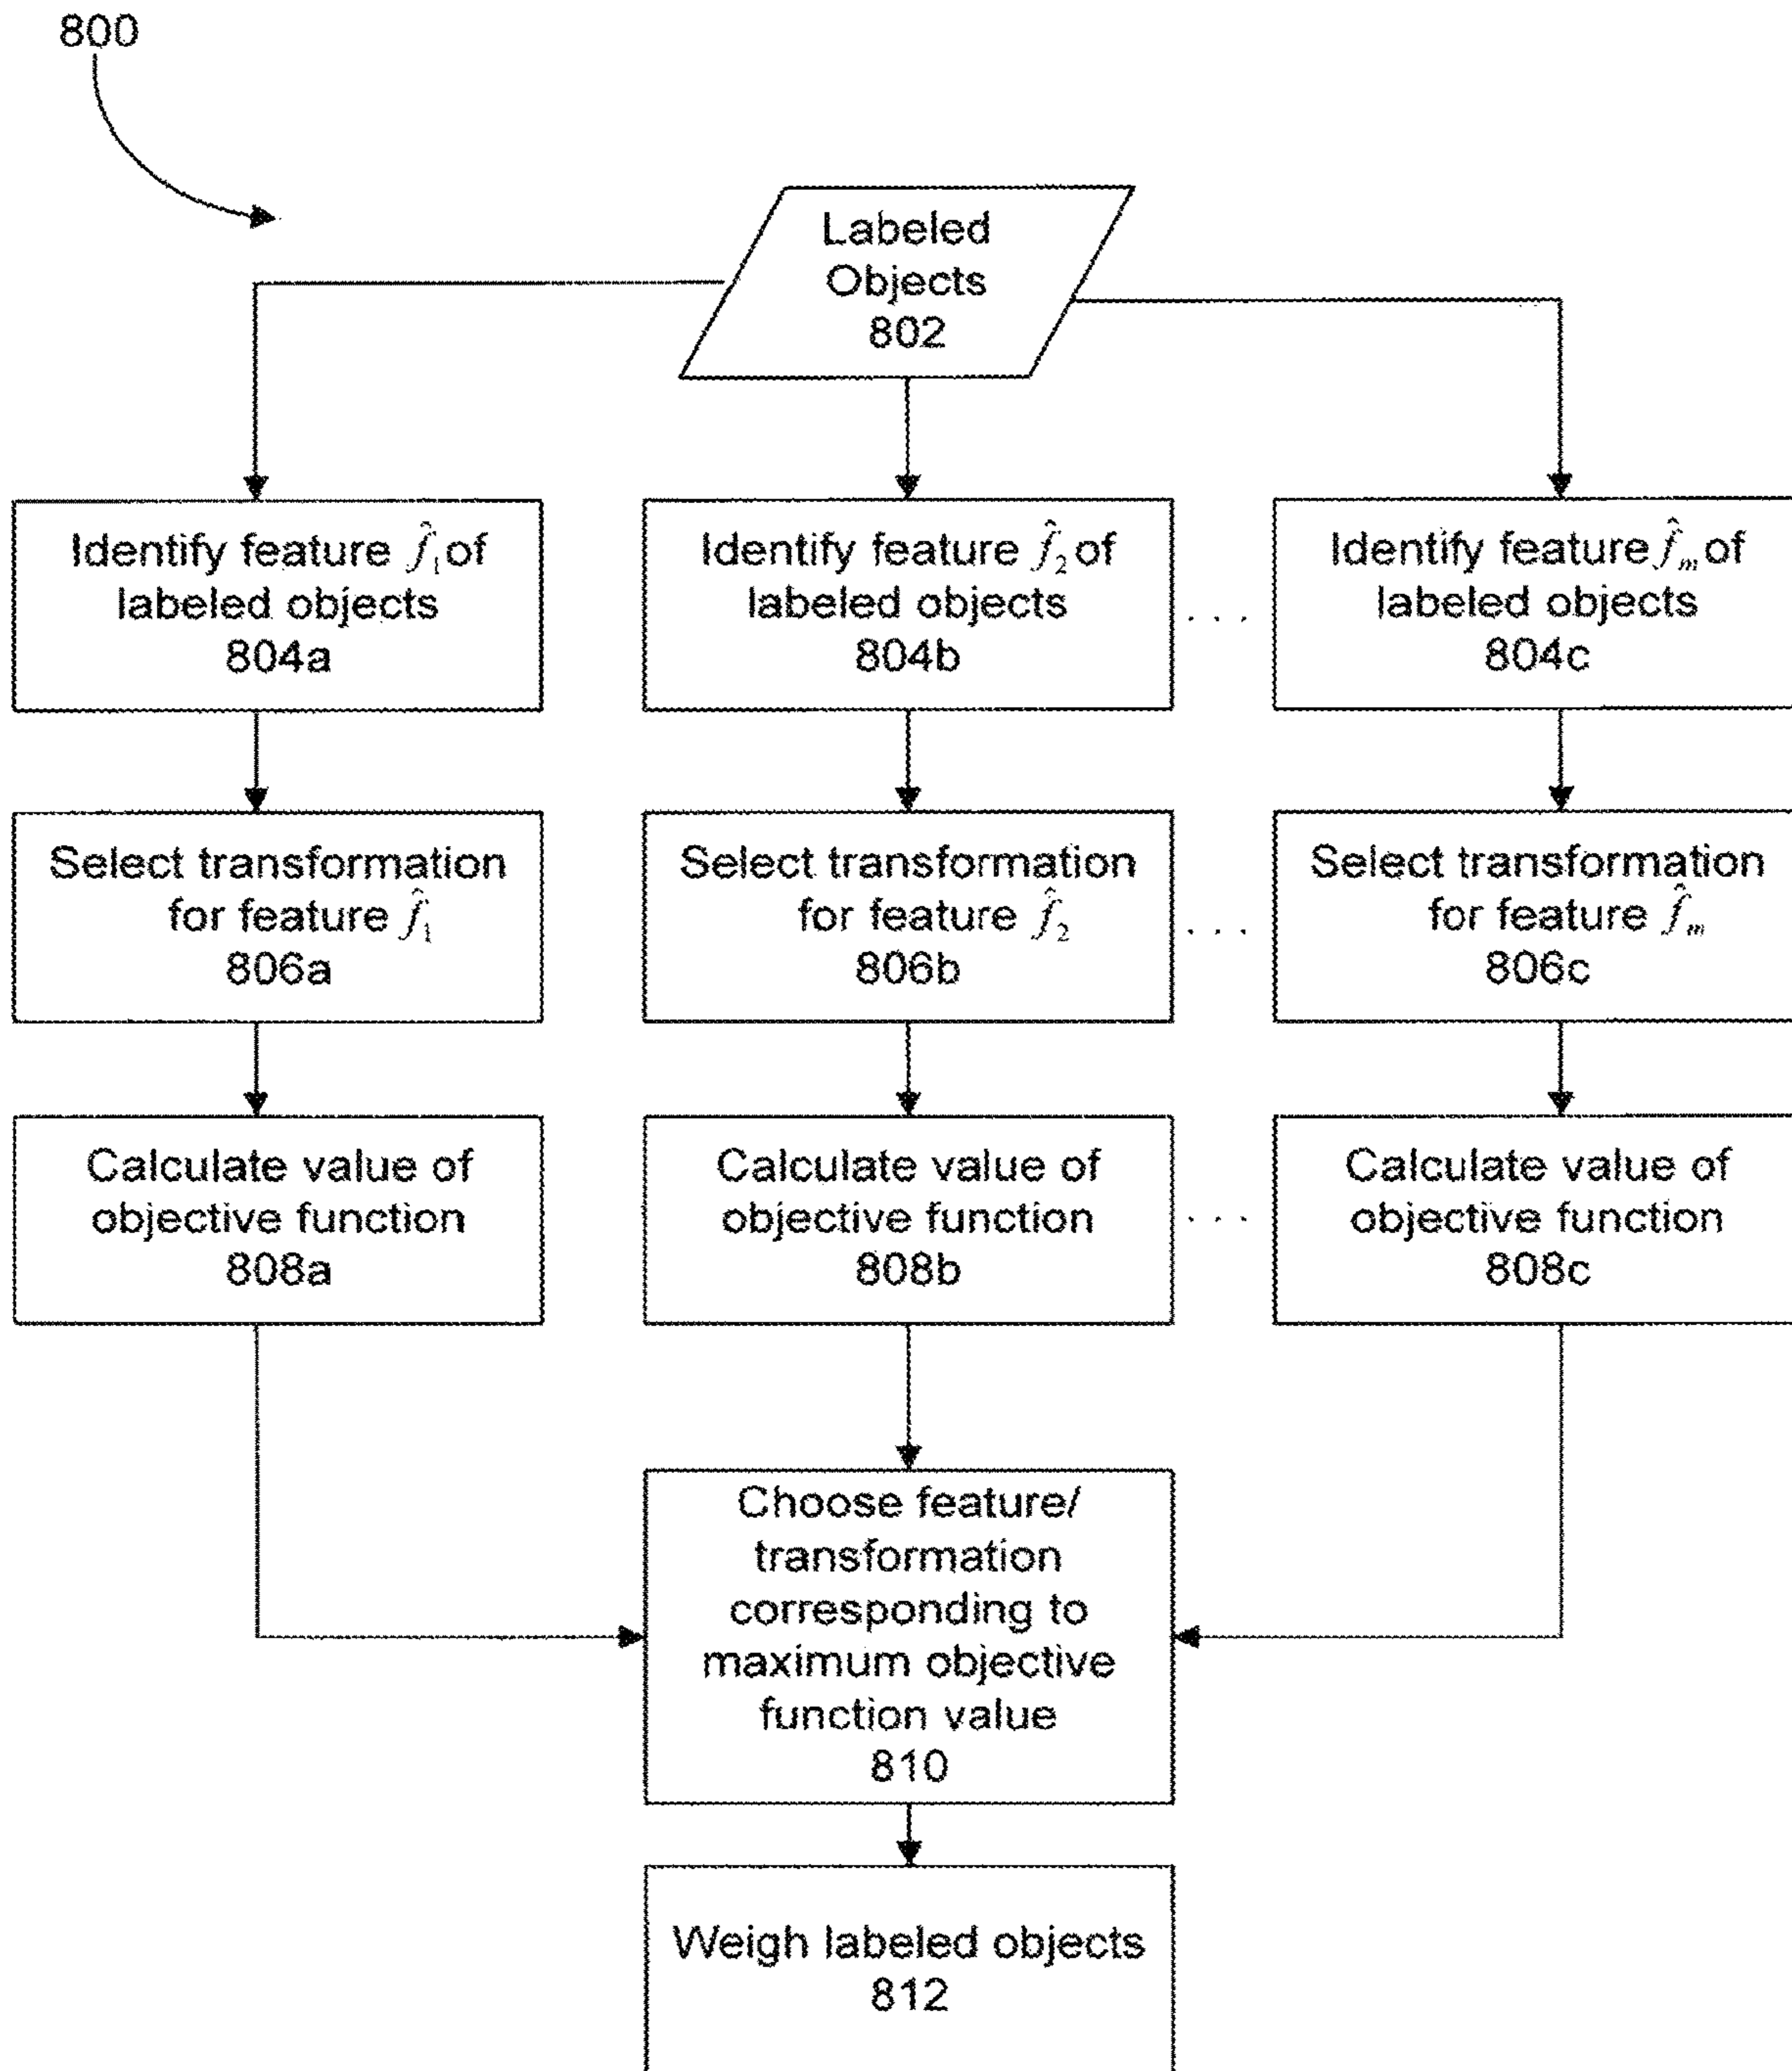 800
Labeled
Objects
802
Identify feature f̂₁ of
labeled objects
804a
Identify feature f̂₂ of
labeled objects
804b
. . .
Identify feature f̂ₘ of
labeled objects
804c
Select transformation
for feature f̂₁
806a
Select transformation
for feature f̂₂
806b
. . .
Select transformation
for feature f̂ₘ
806c
Calculate value of
objective function
808a
Calculate value of
objective function
808b
. . .
Calculate value of
objective function
808c
Choose feature/
transformation
corresponding to
maximum objective
function value
810
Weigh labeled objects
812